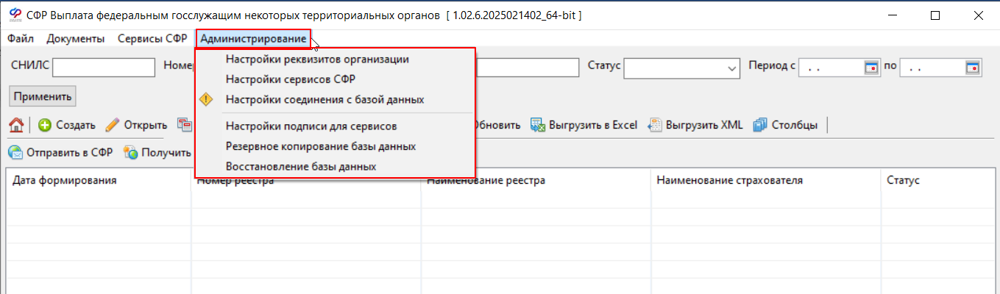 СФР Выплата федеральным госслужащим некоторых территориальных органов [ 1.02.6.2025021402_64-bit ]
Файл Документы Сервисы СФР Администрирование
Настройки реквизитов организации
СНИЛС Статус Период с . . по . .
Настройки сервисов СФР
Применить Настройки соединения с базой данных
Создать Открыть Настройки подписи для сервисов Выгрузить в Excel Выгрузить XML Столбцы
Отправить в СФР Получить Резервное копирование базы данных
Восстановление базы данных
Дата формирования Номер реестра Наименование реестра Наименование страхователя Статус